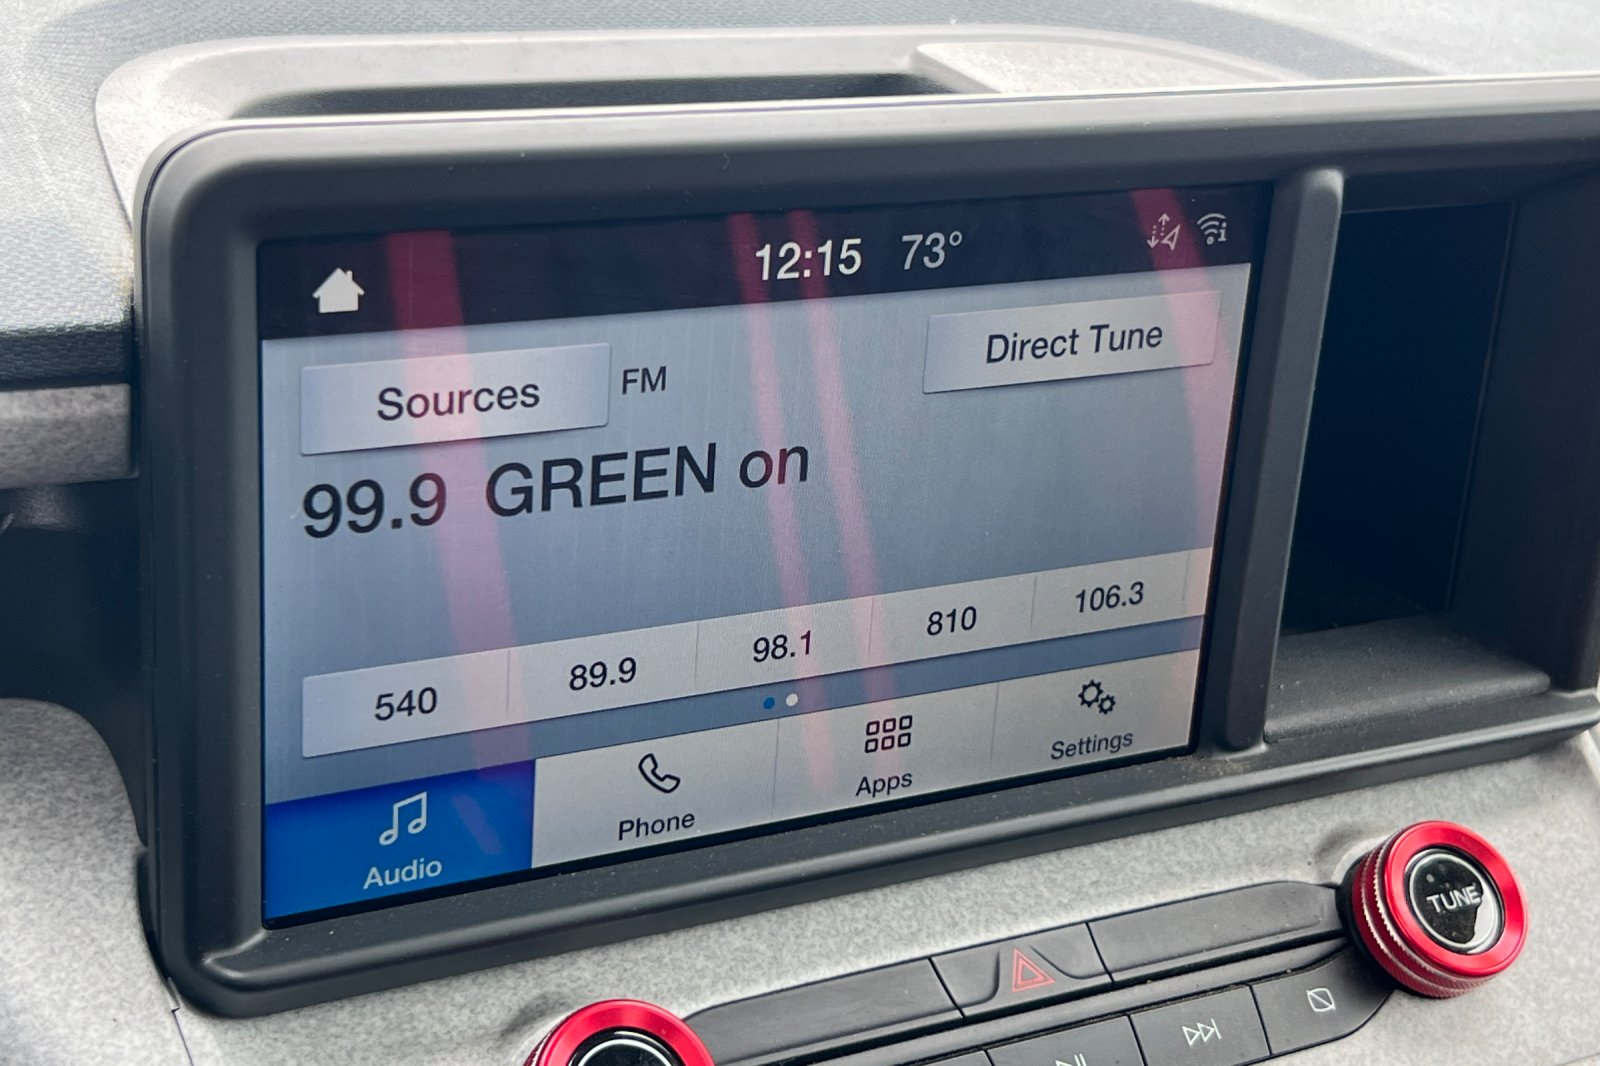 12:15 73°
Sources FM Direct Tune
99.9 GREEN on
540 89.9 98.1 810 106.3
Audio Phone Apps Settings
TUNE